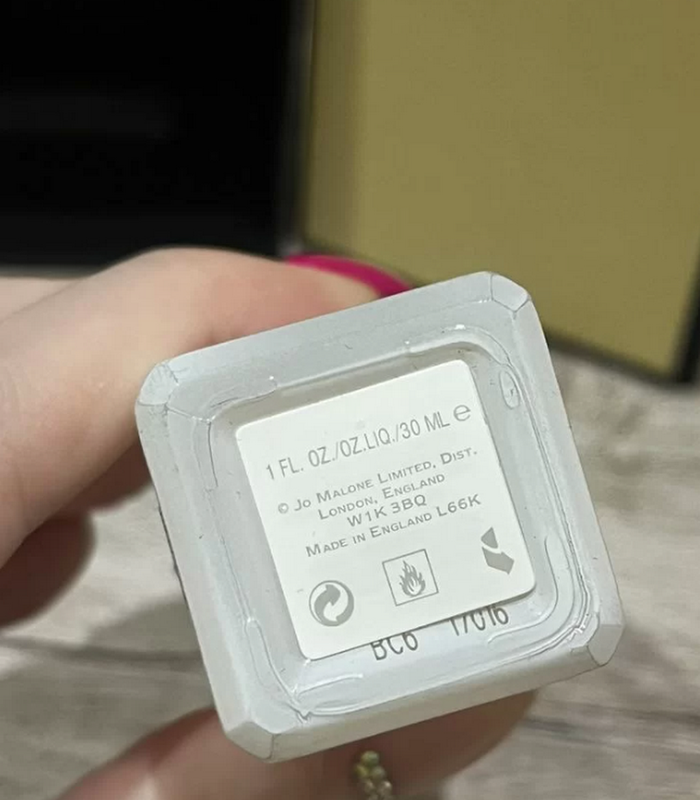 1 FL. OZ./OZ.LIQ./30 ML ℮
© JO MALONE LIMITED, DIST.
LONDON, ENGLAND
W1K 3BQ
MADE IN ENGLAND L66K
BC6 17016